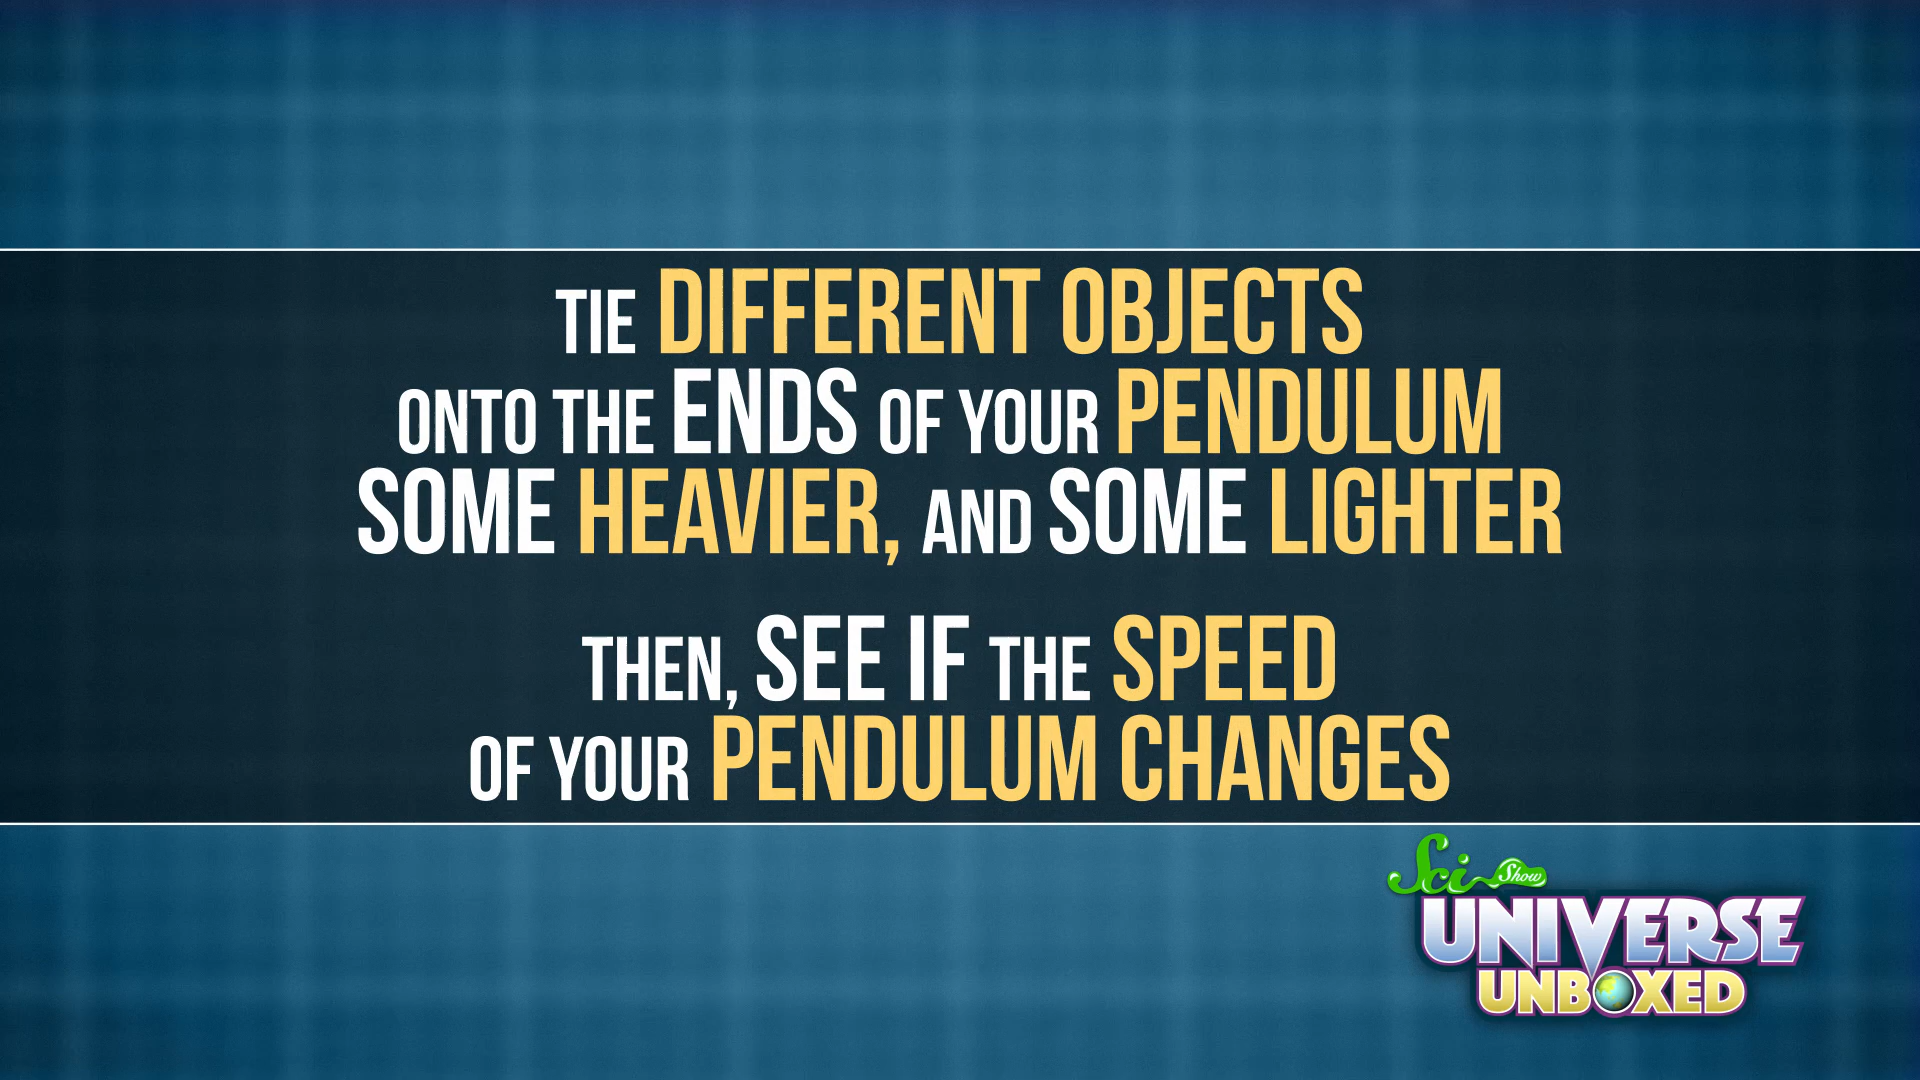 TIE DIFFERENT OBJECTS
ONTO THE ENDS OF YOUR PENDULUM
SOME HEAVIER, AND SOME LIGHTER
THEN, SEE IF THE SPEED
OF YOUR PENDULUM CHANGES
Sci Show
UNIVERSE
UNBOXED